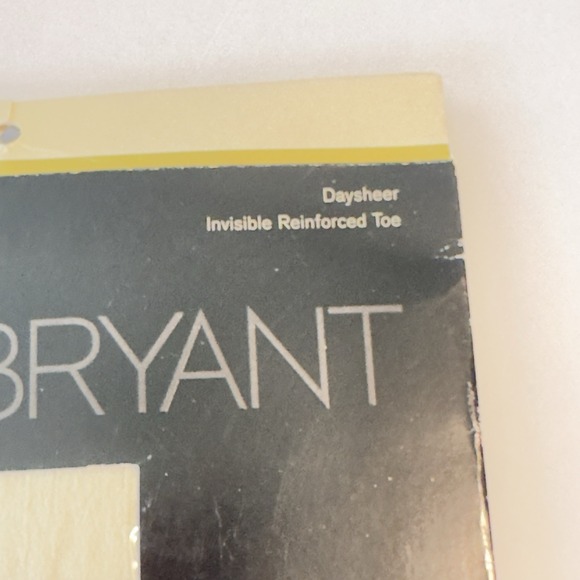 Daysheer
Invisible Reinforced Toe
BRYANT